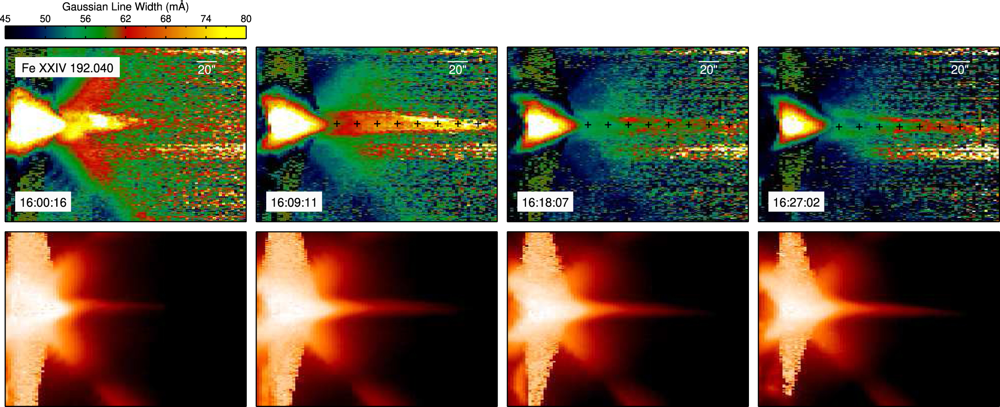 Gaussian Line Width (mÅ)
45 50 56 62 68 74 80
Fe XXIV 192.040
20"
20"
20"
20"
16:00:16
16:09:11
16:18:07
16:27:02